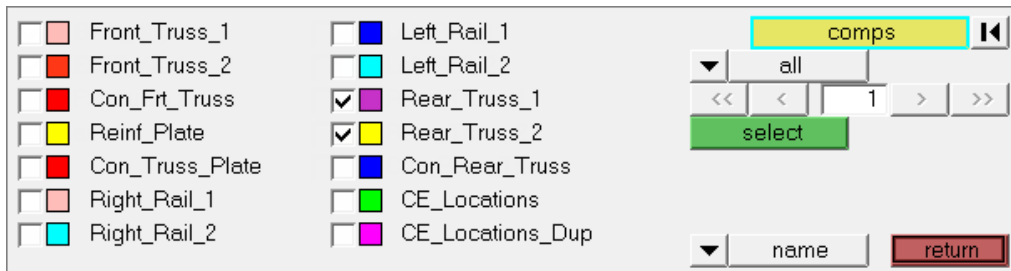 Front_Truss_1
Front_Truss_2
Con_Frt_Truss
Reinf_Plate
Con_Truss_Plate
Right_Rail_1
Right_Rail_2
Left_Rail_1
Left_Rail_2
Rear_Truss_1
Rear_Truss_2
Con_Rear_Truss
CE_Locations
CE_Locations_Dup
comps
all
<< < 1 > >>
select
name
return